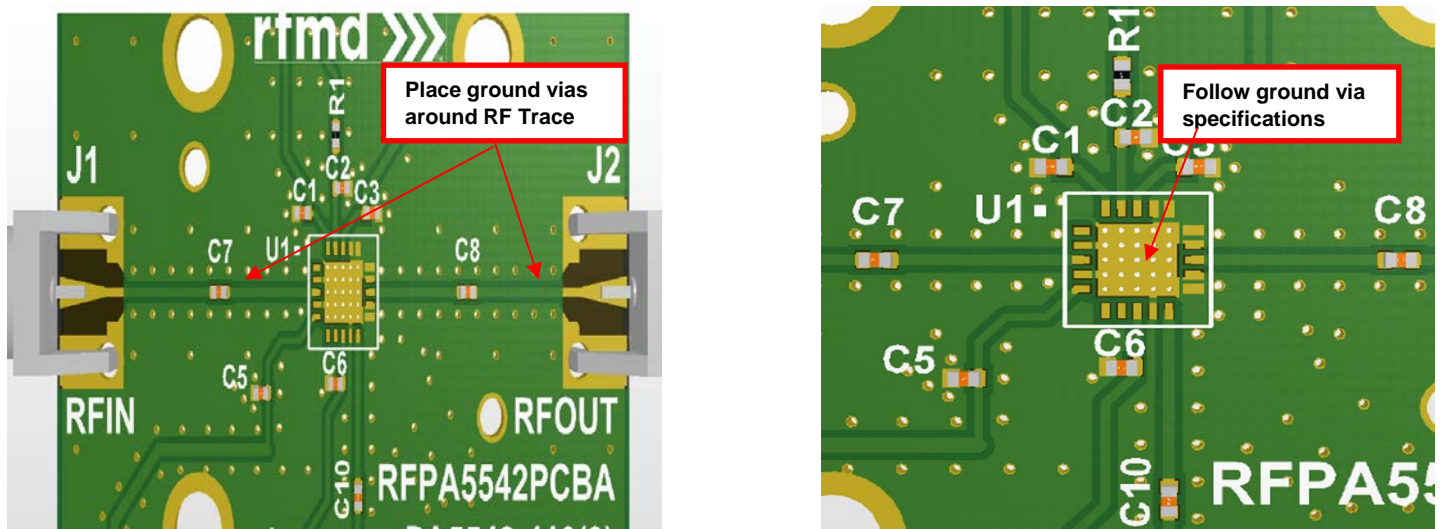 rfmd
Place ground vias
around RF Trace
R1
J1
J2
C2
C1
C3
C7
U1
C8
C6
C5
RFIN
RFOUT
C10
RFPA5542PCBA
R1
Follow ground via
specifications
C2
C1
C3
C7
U1
C8
C6
C5
C10
RFPA55